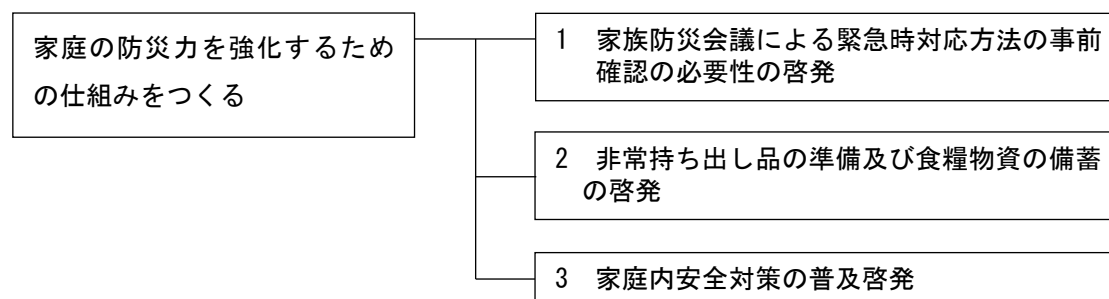 家庭の防災力を強化するため
の仕組みをつくる
1 家族防災会議による緊急時対応方法の事前
確認の必要性の啓発
2 非常持ち出し品の準備及び食糧物資の備蓄
の啓発
3 家庭内安全対策の普及啓発